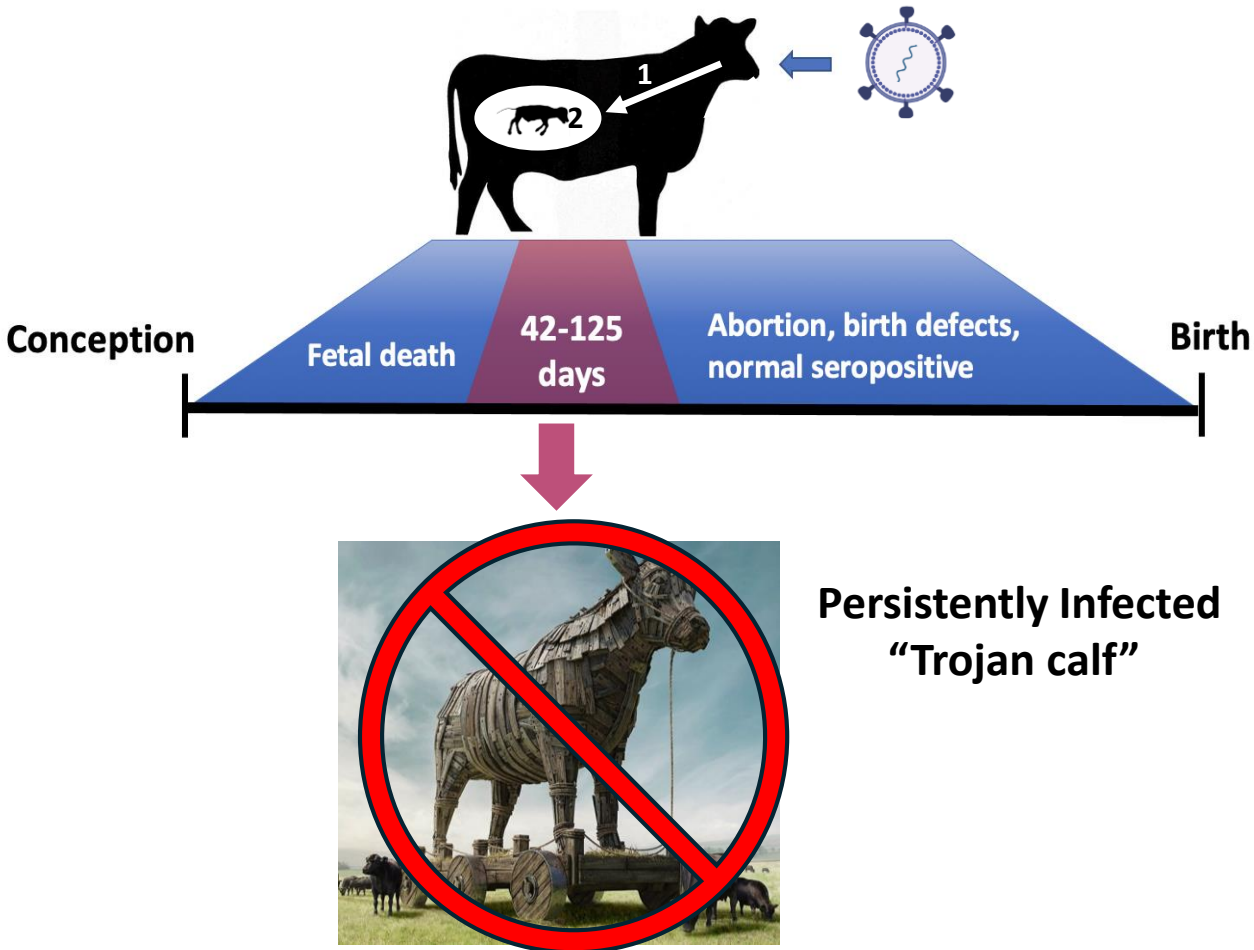 1
2
Conception
Fetal death
42-125
days
Abortion, birth defects,
normal seropositive
Birth
Persistently Infected
“Trojan calf”